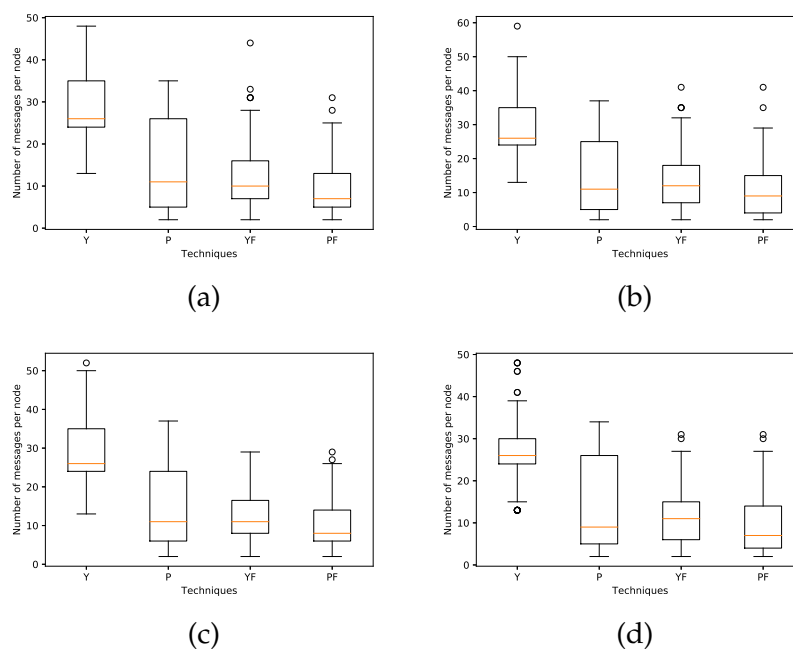 50
40
30
20
10
0
Number of messages per node
Y P YF PF
Techniques
(a)
60
50
40
30
20
10
0
Number of messages per node
Y P YF PF
Techniques
(b)
50
40
30
20
10
0
Number of messages per node
Y P YF PF
Techniques
(c)
50
40
30
20
10
0
Number of messages per node
Y P YF PF
Techniques
(d)